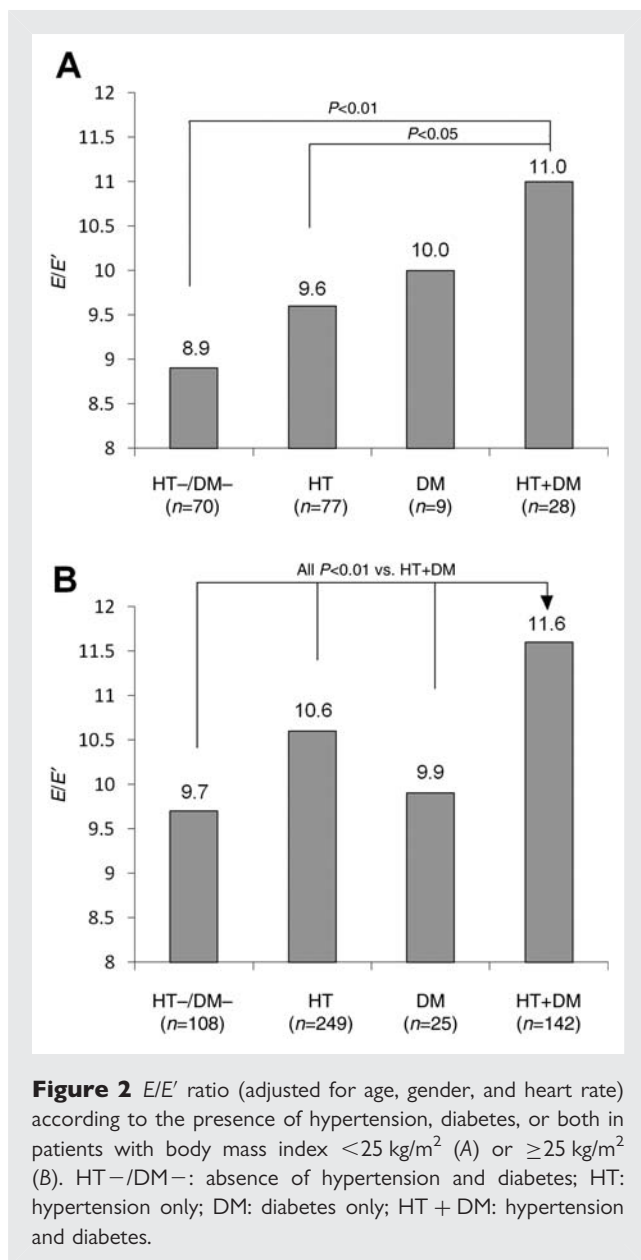 A
12
11.5
11
10.5
10
9.5
9
8.5
8
E/E′
P<0.01
P<0.05
8.9
9.6
10.0
11.0
HT−/DM− HT DM HT+DM
(n=70) (n=77) (n=9) (n=28)
B
12
11.5
11
10.5
10
9.5
9
8.5
8
E/E′
All P<0.01 vs. HT+DM
9.7
10.6
9.9
11.6
HT−/DM− HT DM HT+DM
(n=108) (n=249) (n=25) (n=142)
Figure 2 E/E′ ratio (adjusted for age, gender, and heart rate)
according to the presence of hypertension, diabetes, or both in
patients with body mass index <25 kg/m² (A) or ≥25 kg/m²
(B). HT−/DM−: absence of hypertension and diabetes; HT:
hypertension only; DM: diabetes only; HT + DM: hypertension
and diabetes.